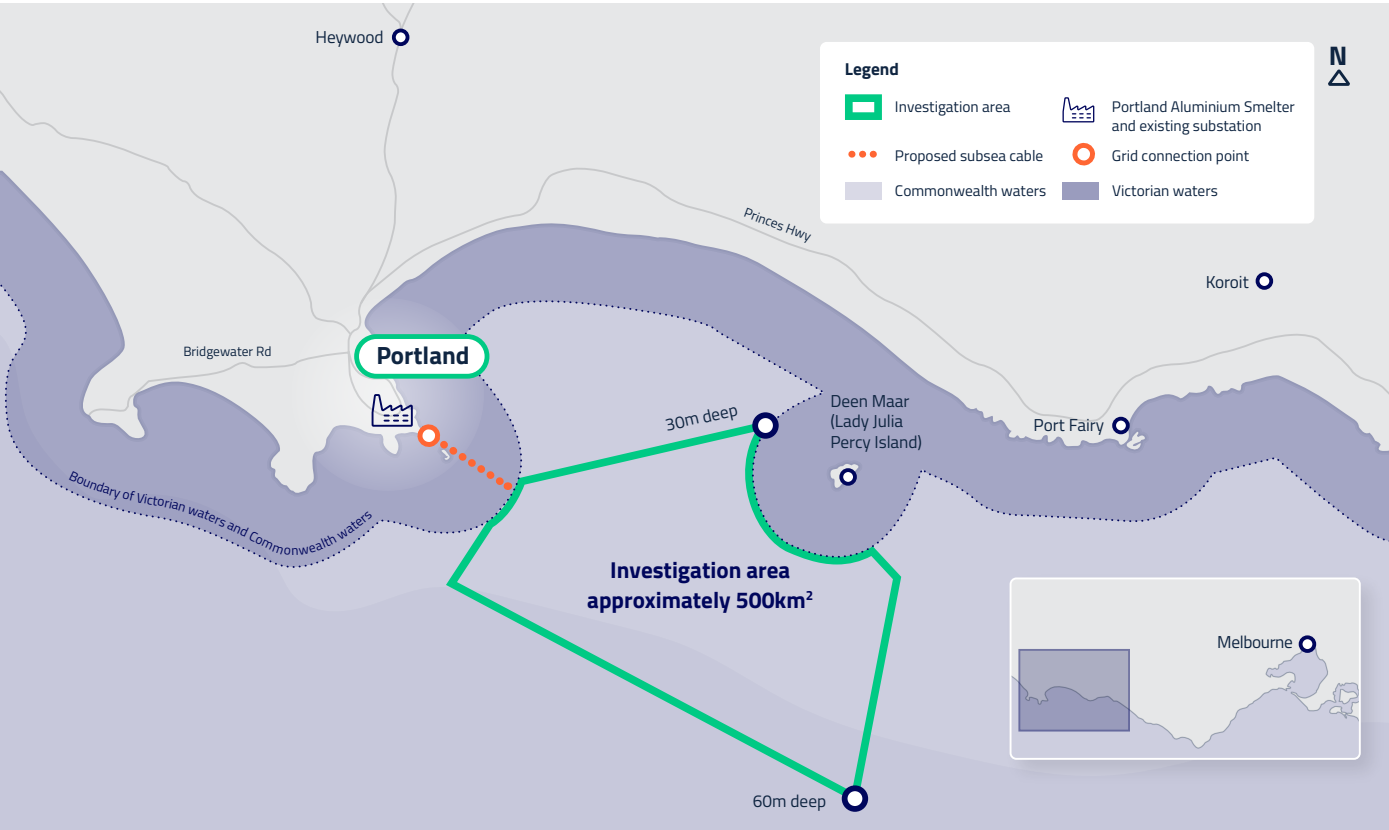 Heywood
Legend
N
Investigation area
Portland Aluminium Smelter
and existing substation
Proposed subsea cable
Grid connection point
Commonwealth waters
Victorian waters
Princes Hwy
Koroit
Bridgewater Rd
Portland
30m deep
Deen Maar
(Lady Julia
Percy Island)
Port Fairy
Boundary of Victorian waters and Commonwealth waters
Investigation area
approximately 500km²
Melbourne
60m deep